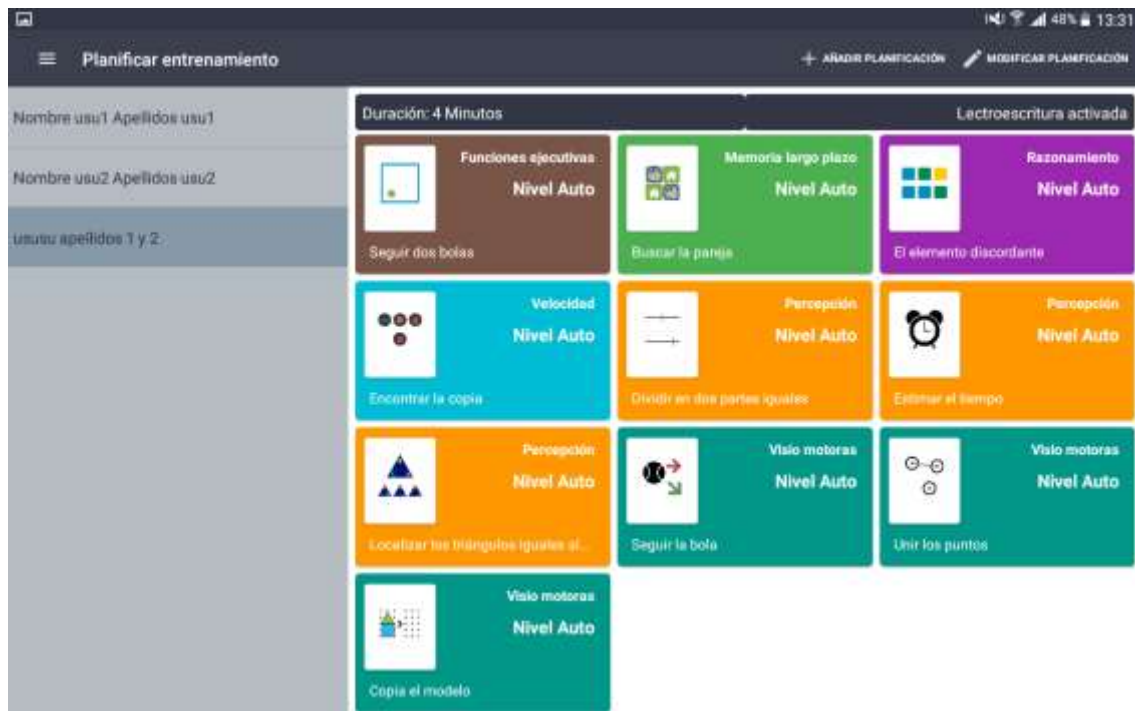 48% 13:31
Planificar entrenamiento
AÑADIR PLANIFICACIÓN
MODIFICAR PLANIFICACIÓN
Nombre usu1 Apellidos usu1
Nombre usu2 Apellidos usu2
ususu apellidos 1 y 2
Duración: 4 Minutos
Lectroescritura activada
Funciones ejecutivas
Nivel Auto
Seguir dos bolas
Memoria largo plazo
Nivel Auto
Buscar la pareja
Razonamiento
Nivel Auto
El elemento discordante
Velocidad
Nivel Auto
Encontrar la copia
Percepción
Nivel Auto
Dividir en dos partes iguales
Percepción
Nivel Auto
Estimar el tiempo
Percepción
Nivel Auto
Localizar los triángulos iguales al...
Visio motoras
Nivel Auto
Seguir la bola
Visio motoras
Nivel Auto
Unir los puntos
Visio motoras
Nivel Auto
Copia el modelo